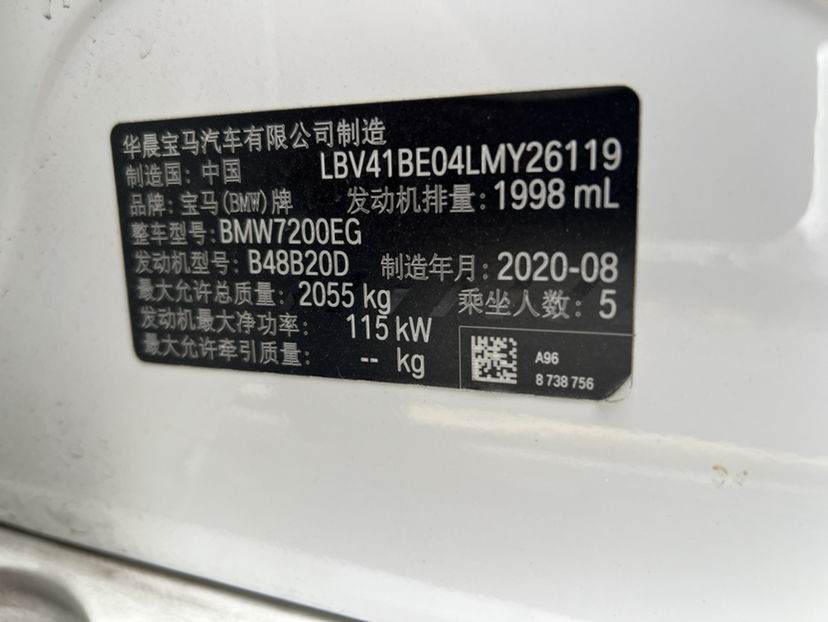 华晨宝马汽车有限公司制造
制造国: 中国 LBV41BE04LMY26119
品牌: 宝马(BMW)牌 发动机排量: 1998 mL
整车型号: BMW7200EG
发动机型号: B48B20D 制造年月: 2020-08
最大允许总质量: 2055 kg 乘坐人数: 5
发动机最大净功率: 115 kW
最大允许牵引质量: -- kg
A96
8 738 756